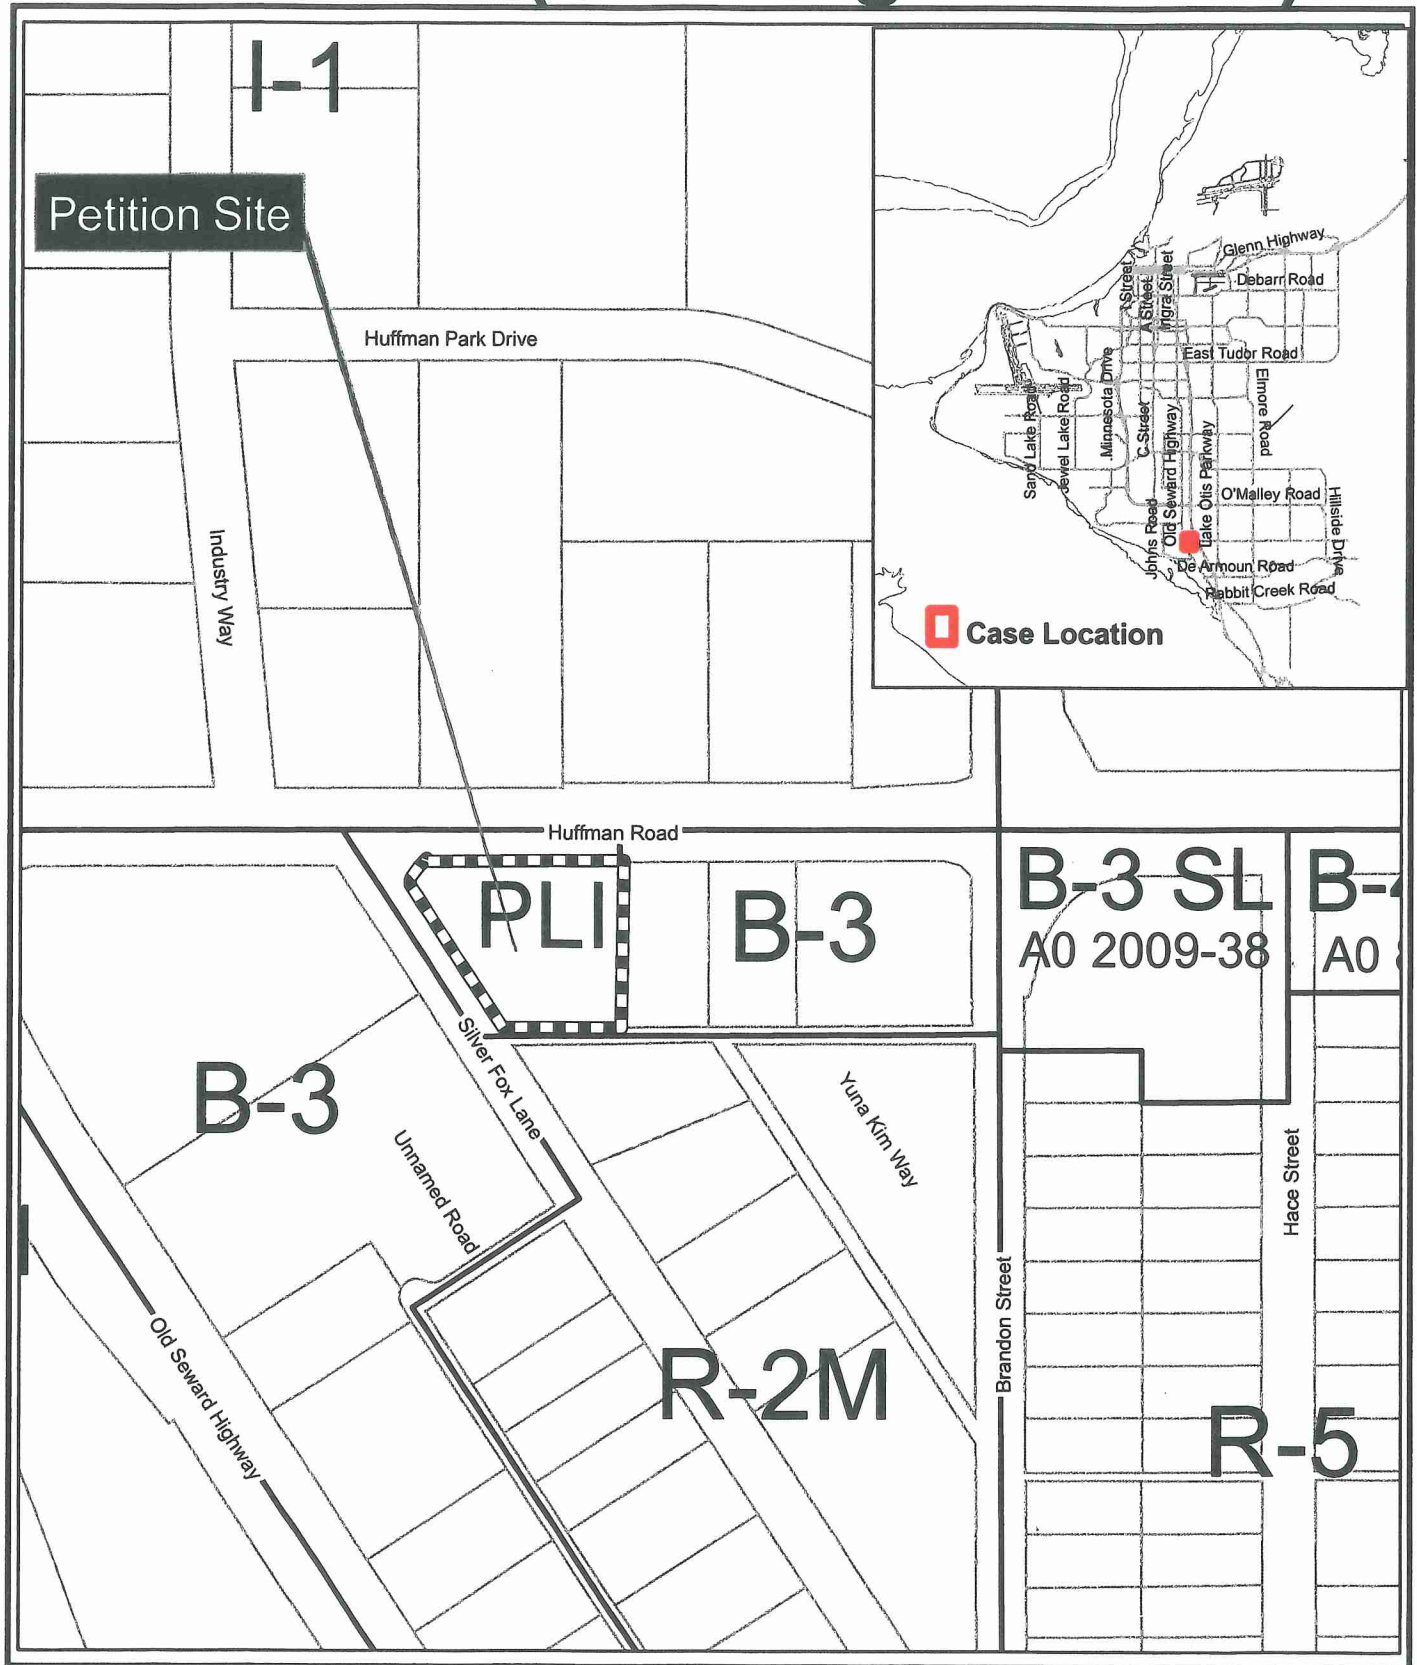 I-1
Petition Site
Huffman Park Drive
Industry Way
Glenn Highway
Debarr Road
A Street
Ingra Street
East Tudor Road
Minnesota Drive
C Street
Elmore Road
Sand Lake Road
Jewel Lake Road
Old Seward Highway
Lake Otis Parkway
O'Malley Road
Hillside Drive
Johns Road
De Armoun Road
Rabbit Creek Road
Case Location
Huffman Road
PLI
B-3
B-3 SL
A0 2009-38
B-4
A0
B-3
Silver Fox Lane
Unnamed Road
Yuna Kim Way
Old Seward Highway
R-2M
Brandon Street
Hace Street
R-5